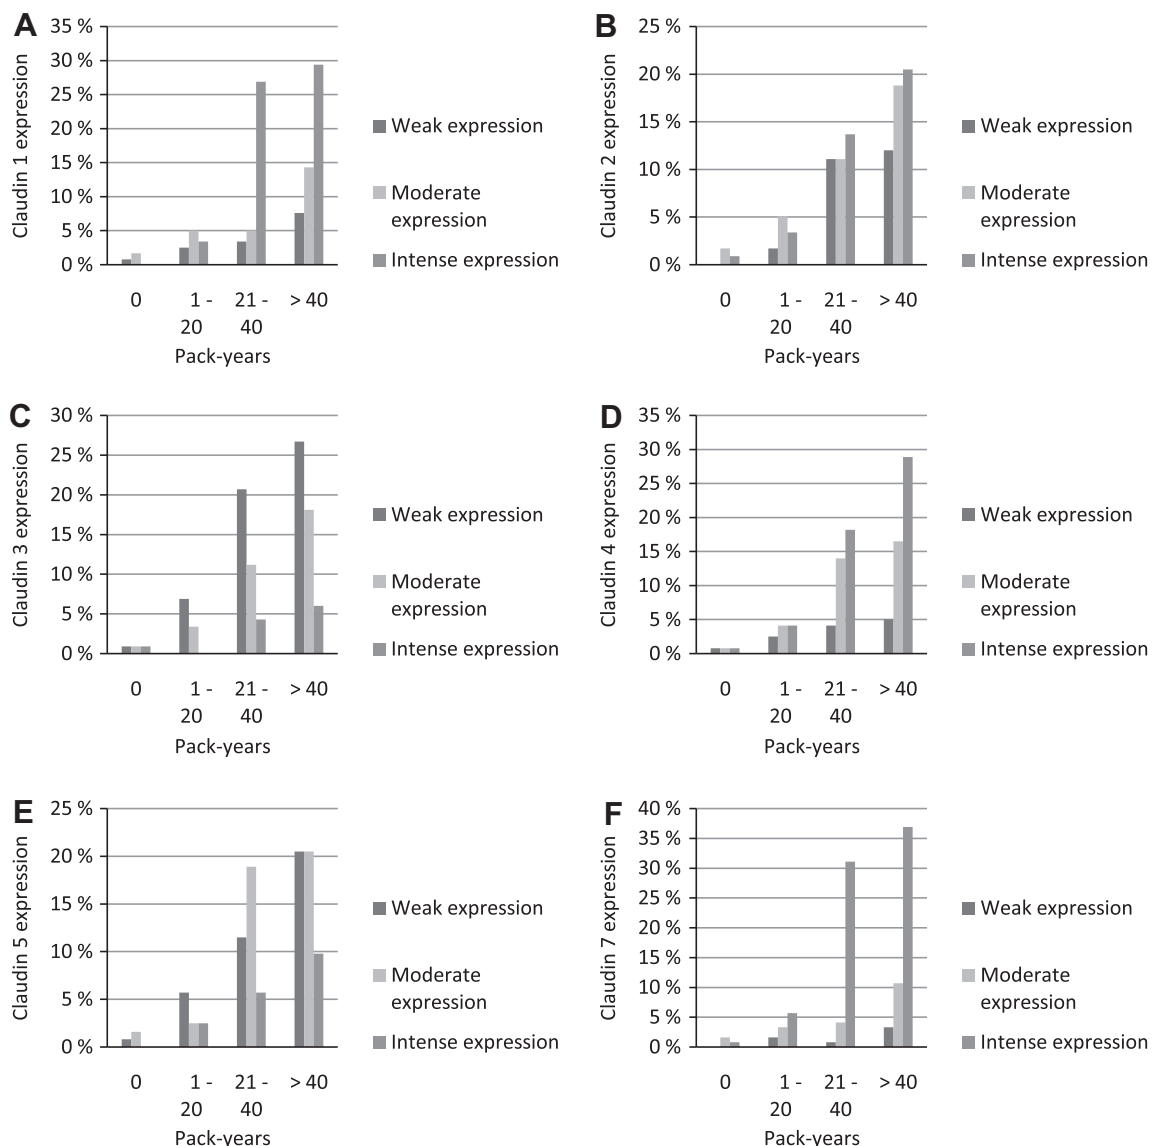 A
35 %
30 %
25 %
20 %
15 %
10 %
5 %
0 %
Claudin 1 expression
0
1 -
20
21 -
40
> 40
Pack-years
Weak expression
Moderate
expression
Intense expression
B
25 %
20 %
15 %
10 %
5 %
0 %
Claudin 2 expression
0
1 -
20
21 -
40
> 40
Pack-years
Weak expression
Moderate
expression
Intense expression
C
30 %
25 %
20 %
15 %
10 %
5 %
0 %
Claudin 3 expression
0
1 -
20
21 -
40
> 40
Pack-years
Weak expression
Moderate
expression
Intense expression
D
35 %
30 %
25 %
20 %
15 %
10 %
5 %
0 %
Claudin 4 expression
0
1 -
20
21 -
40
> 40
Pack-years
Weak expression
Moderate
expression
Intense expression
E
25 %
20 %
15 %
10 %
5 %
0 %
Claudin 5 expression
0
1 -
20
21 -
40
> 40
Pack-years
Weak expression
Moderate
expression
Intense expression
F
40 %
35 %
30 %
25 %
20 %
15 %
10 %
5 %
0 %
Claudin 7 expression
0
1 -
20
21 -
40
> 40
Pack-years
Weak expression
Moderate
expression
Intense expression